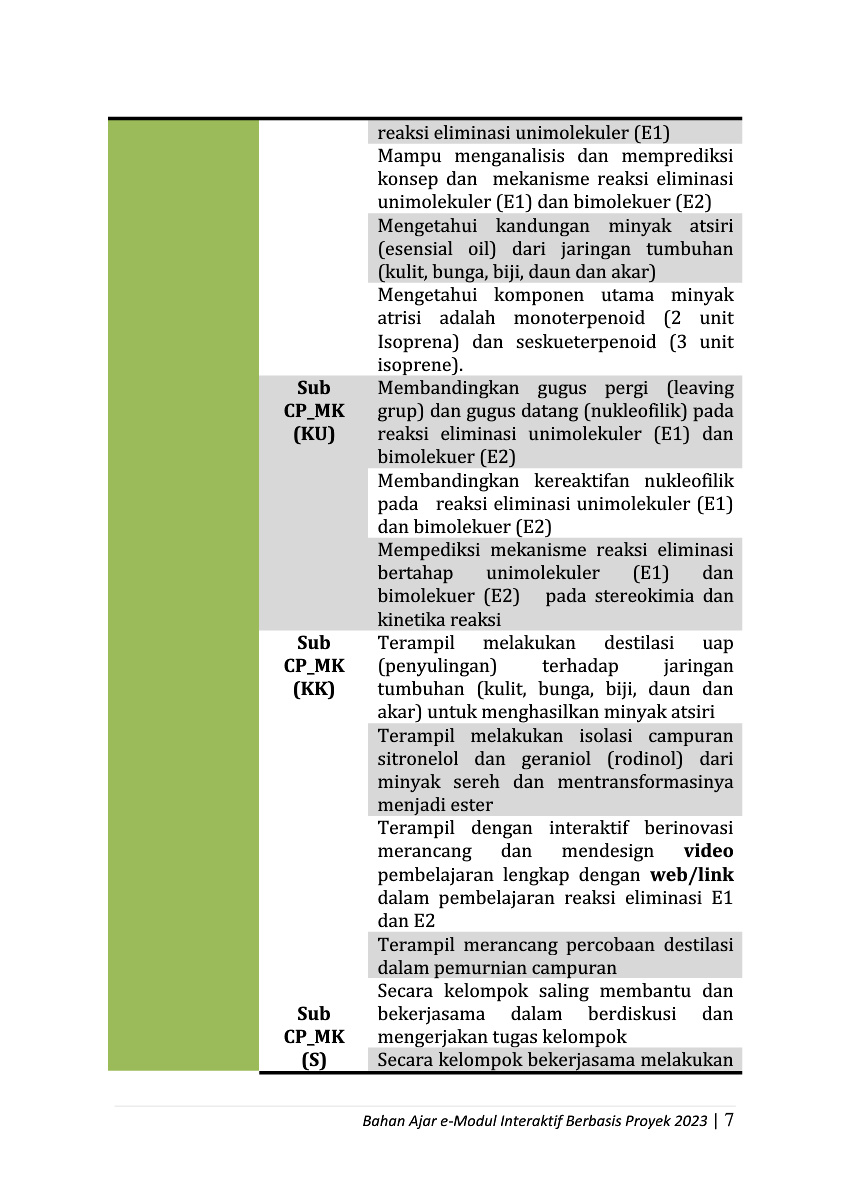 reaksi eliminasi unimolekuler (E1)
Mampu menganalisis dan memprediksi
konsep dan mekanisme reaksi eliminasi
unimolekuler (E1) dan bimolekuer (E2)
Mengetahui kandungan minyak atsiri
(esensial oil) dari jaringan tumbuhan
(kulit, bunga, biji, daun dan akar)
Mengetahui komponen utama minyak
atrisi adalah monoterpenoid (2 unit
Isoprena) dan seskueterpenoid (3 unit
isoprene).
Sub
CP_MK
(KU)
Membandingkan gugus pergi (leaving
grup) dan gugus datang (nukleofilik) pada
reaksi eliminasi unimolekuler (E1) dan
bimolekuer (E2)
Membandingkan kereaktifan nukleofilik
pada reaksi eliminasi unimolekuler (E1)
dan bimolekuer (E2)
Mempediksi mekanisme reaksi eliminasi
bertahap unimolekuler (E1) dan
bimolekuer (E2) pada stereokimia dan
kinetika reaksi
Sub
CP_MK
(KK)
Terampil melakukan destilasi uap
(penyulingan) terhadap jaringan
tumbuhan (kulit, bunga, biji, daun dan
akar) untuk menghasilkan minyak atsiri
Terampil melakukan isolasi campuran
sitronelol dan geraniol (rodinol) dari
minyak sereh dan mentransformasinya
menjadi ester
Terampil dengan interaktif berinovasi
merancang dan mendesign video
pembelajaran lengkap dengan web/link
dalam pembelajaran reaksi eliminasi E1
dan E2
Terampil merancang percobaan destilasi
dalam pemurnian campuran
Sub
CP_MK
(S)
Secara kelompok saling membantu dan
bekerjasama dalam berdiskusi dan
mengerjakan tugas kelompok
Secara kelompok bekerjasama melakukan
Bahan Ajar e-Modul Interaktif Berbasis Proyek 2023 | 7